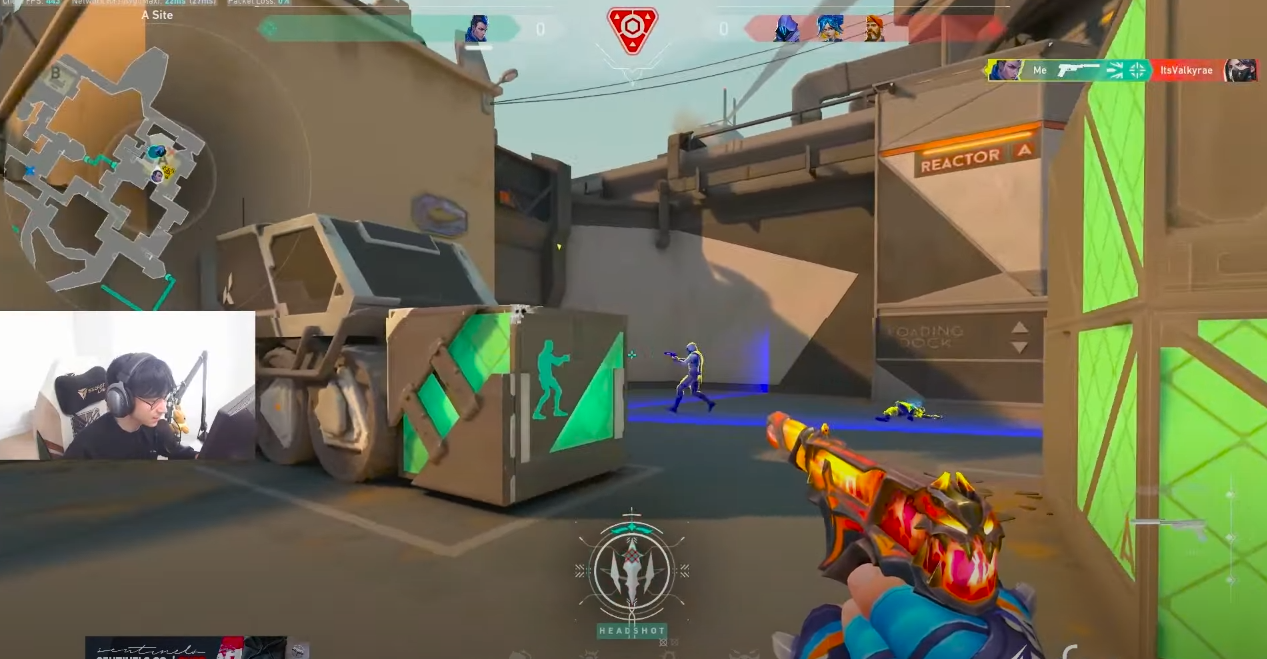 A Site
0
0
B
Me
ItsValkyrae
REACTOR A
LOADING
DOCK
HEADSHOT